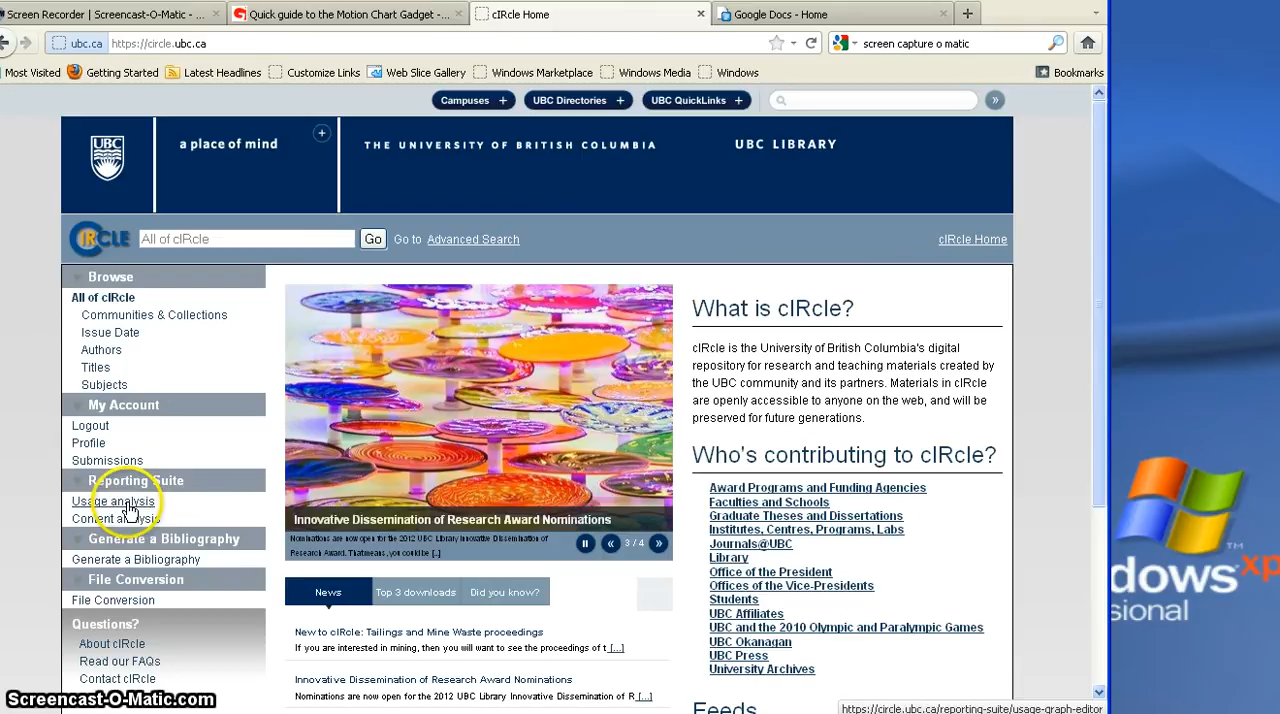 Screen Recorder | Screencast-O-Matic - ...
Quick guide to the Motion Chart Gadget -...
cIRcle Home
Google Docs - Home
ubc.ca
https://circle.ubc.ca
screen capture o matic
Most Visited
Getting Started
Latest Headlines
Customize Links
Web Slice Gallery
Windows Marketplace
Windows Media
Windows
Bookmarks
Campuses +
UBC Directories +
UBC QuickLinks +
»
UBC
a place of mind
+
THE UNIVERSITY OF BRITISH COLUMBIA
UBC LIBRARY
cIRCLE
All of cIRcle
Go
Go to Advanced Search
cIRcle Home
Browse
All of cIRcle
Communities & Collections
Issue Date
Authors
Titles
Subjects
My Account
Logout
Profile
Submissions
Reporting Suite
Usage analysis
Content analysis
Generate a Bibliography
Generate a Bibliography
File Conversion
File Conversion
Questions?
About cIRcle
Read our FAQs
Contact cIRcle
Innovative Dissemination of Research Award Nominations
Nominations are now open for the 2012 UBC Library Innovative Dissemination of
Research Award. That means, you could be [..]
« 3 / 4 »
News
Top 3 downloads
Did you know?
New to cIRcle: Tailings and Mine Waste proceedings
If you are interested in mining, then you will want to see the proceedings of t [...]
Innovative Dissemination of Research Award Nominations
Nominations are now open for the 2012 UBC Library Innovative Dissemination of R [...]
What is cIRcle?
cIRcle is the University of British Columbia's digital
repository for research and teaching materials created by
the UBC community and its partners. Materials in cIRcle
are openly accessible to anyone on the web, and will be
preserved for future generations.
Who's contributing to cIRcle?
Award Programs and Funding Agencies
Faculties and Schools
Graduate Theses and Dissertations
Institutes, Centres, Programs, Labs
Journals@UBC
Library
Office of the President
Offices of the Vice-Presidents
Students
UBC Affiliates
UBC and the 2010 Olympic and Paralympic Games
UBC Okanagan
UBC Press
University Archives
Feeds
https://circle.ubc.ca/reporting-suite/usage-graph-editor
Screencast-O-Matic.com
dows xp
sional
TM